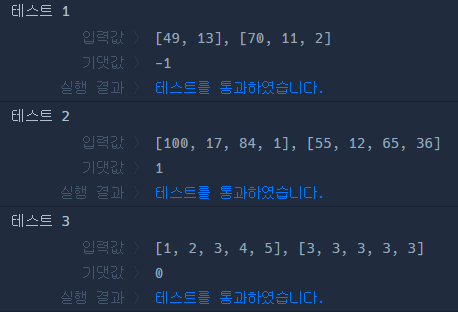 테스트 1
입력값 〉 [49, 13], [70, 11, 2]
기댓값 〉 -1
실행 결과 〉 테스트를 통과하였습니다.
테스트 2
입력값 〉 [100, 17, 84, 1], [55, 12, 65, 36]
기댓값 〉 1
실행 결과 〉 테스트를 통과하였습니다.
테스트 3
입력값 〉 [1, 2, 3, 4, 5], [3, 3, 3, 3, 3]
기댓값 〉 0
실행 결과 〉 테스트를 통과하였습니다.